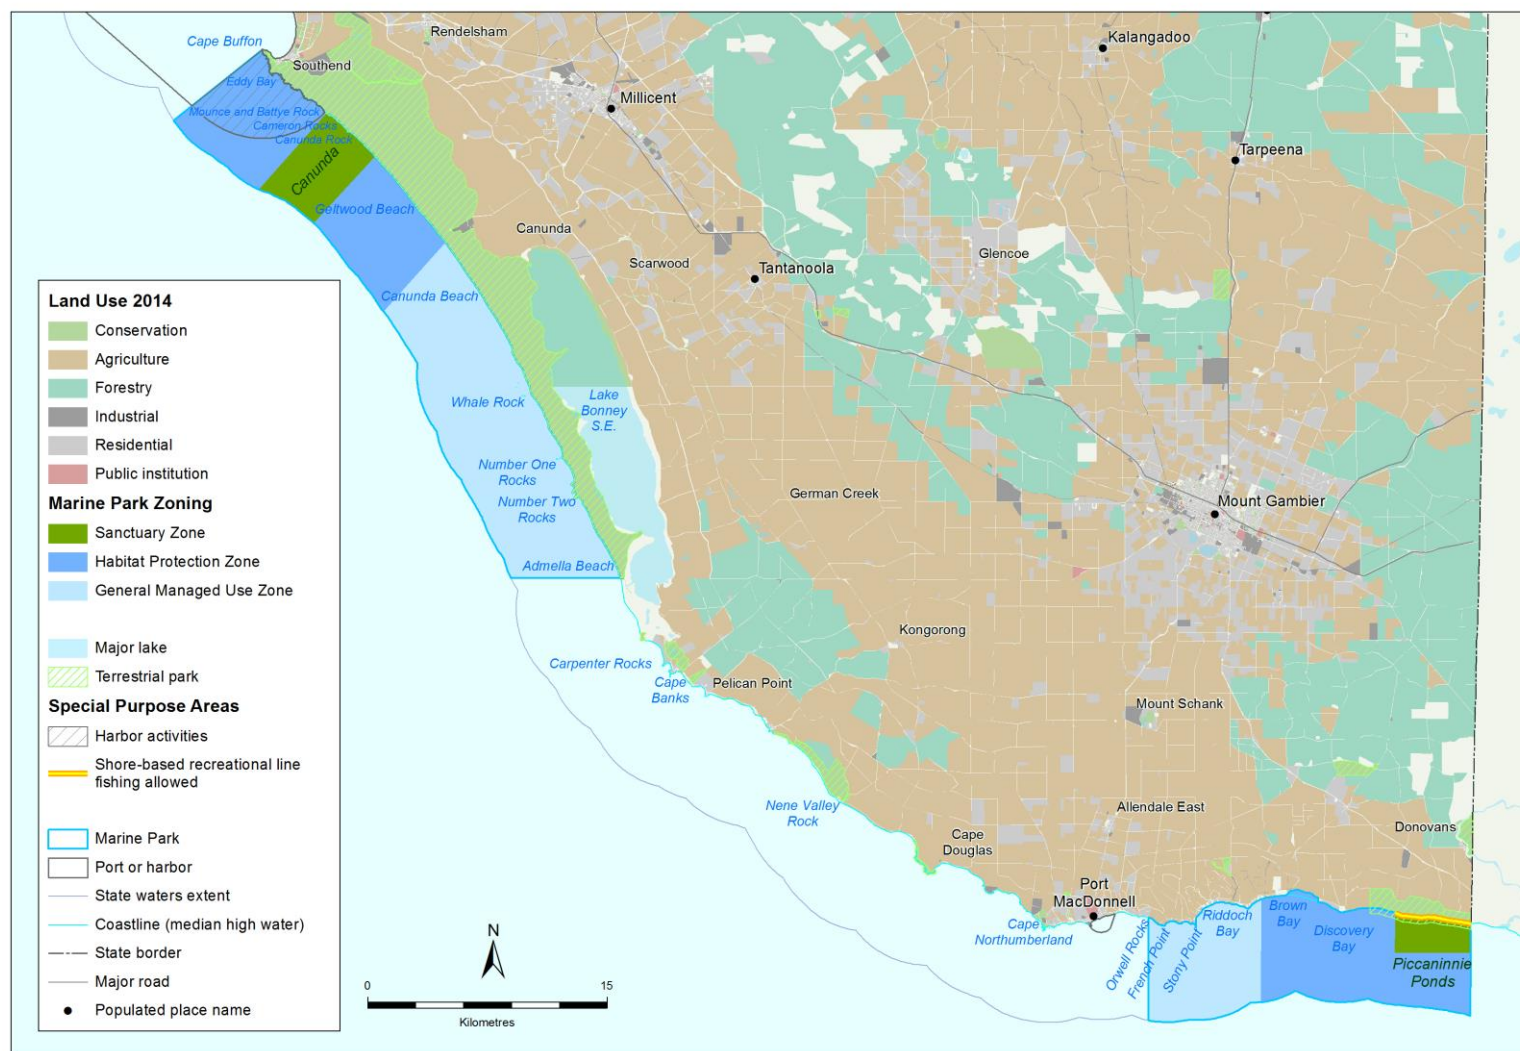 Cape Buffon
Rendelsham
Kalangadoo
Southend
Eddy Bay
Millicent
Mounce and Battye Rock
Cameron Rocks
Canunda Rock
Tarpeena
Canunda
Geltwood Beach
Canunda
Glencoe
Scarwood
Tantanoola
Canunda Beach
Land Use 2014
Conservation
Agriculture
Forestry
Industrial
Residential
Public institution
Marine Park Zoning
Sanctuary Zone
Habitat Protection Zone
General Managed Use Zone
Major lake
Terrestrial park
Special Purpose Areas
Harbor activities
Shore-based recreational line
fishing allowed
Marine Park
Port or harbor
State waters extent
Coastline (median high water)
State border
Major road
Populated place name
Whale Rock
Lake
Bonney
S.E.
Number One
Rocks
Number Two
Rocks
German Creek
Mount Gambier
Admella Beach
Kongorong
Carpenter Rocks
Cape
Banks
Pelican Point
Mount Schank
Nene Valley
Rock
Allendale East
Cape
Douglas
Donovans
Port
MacDonnell
Cape
Northumberland
Orwell Rocks
French Point
Stony Point
Riddoch
Bay
Brown
Bay
Discovery
Bay
Piccaninnie
Ponds
N
0
15
Kilometres